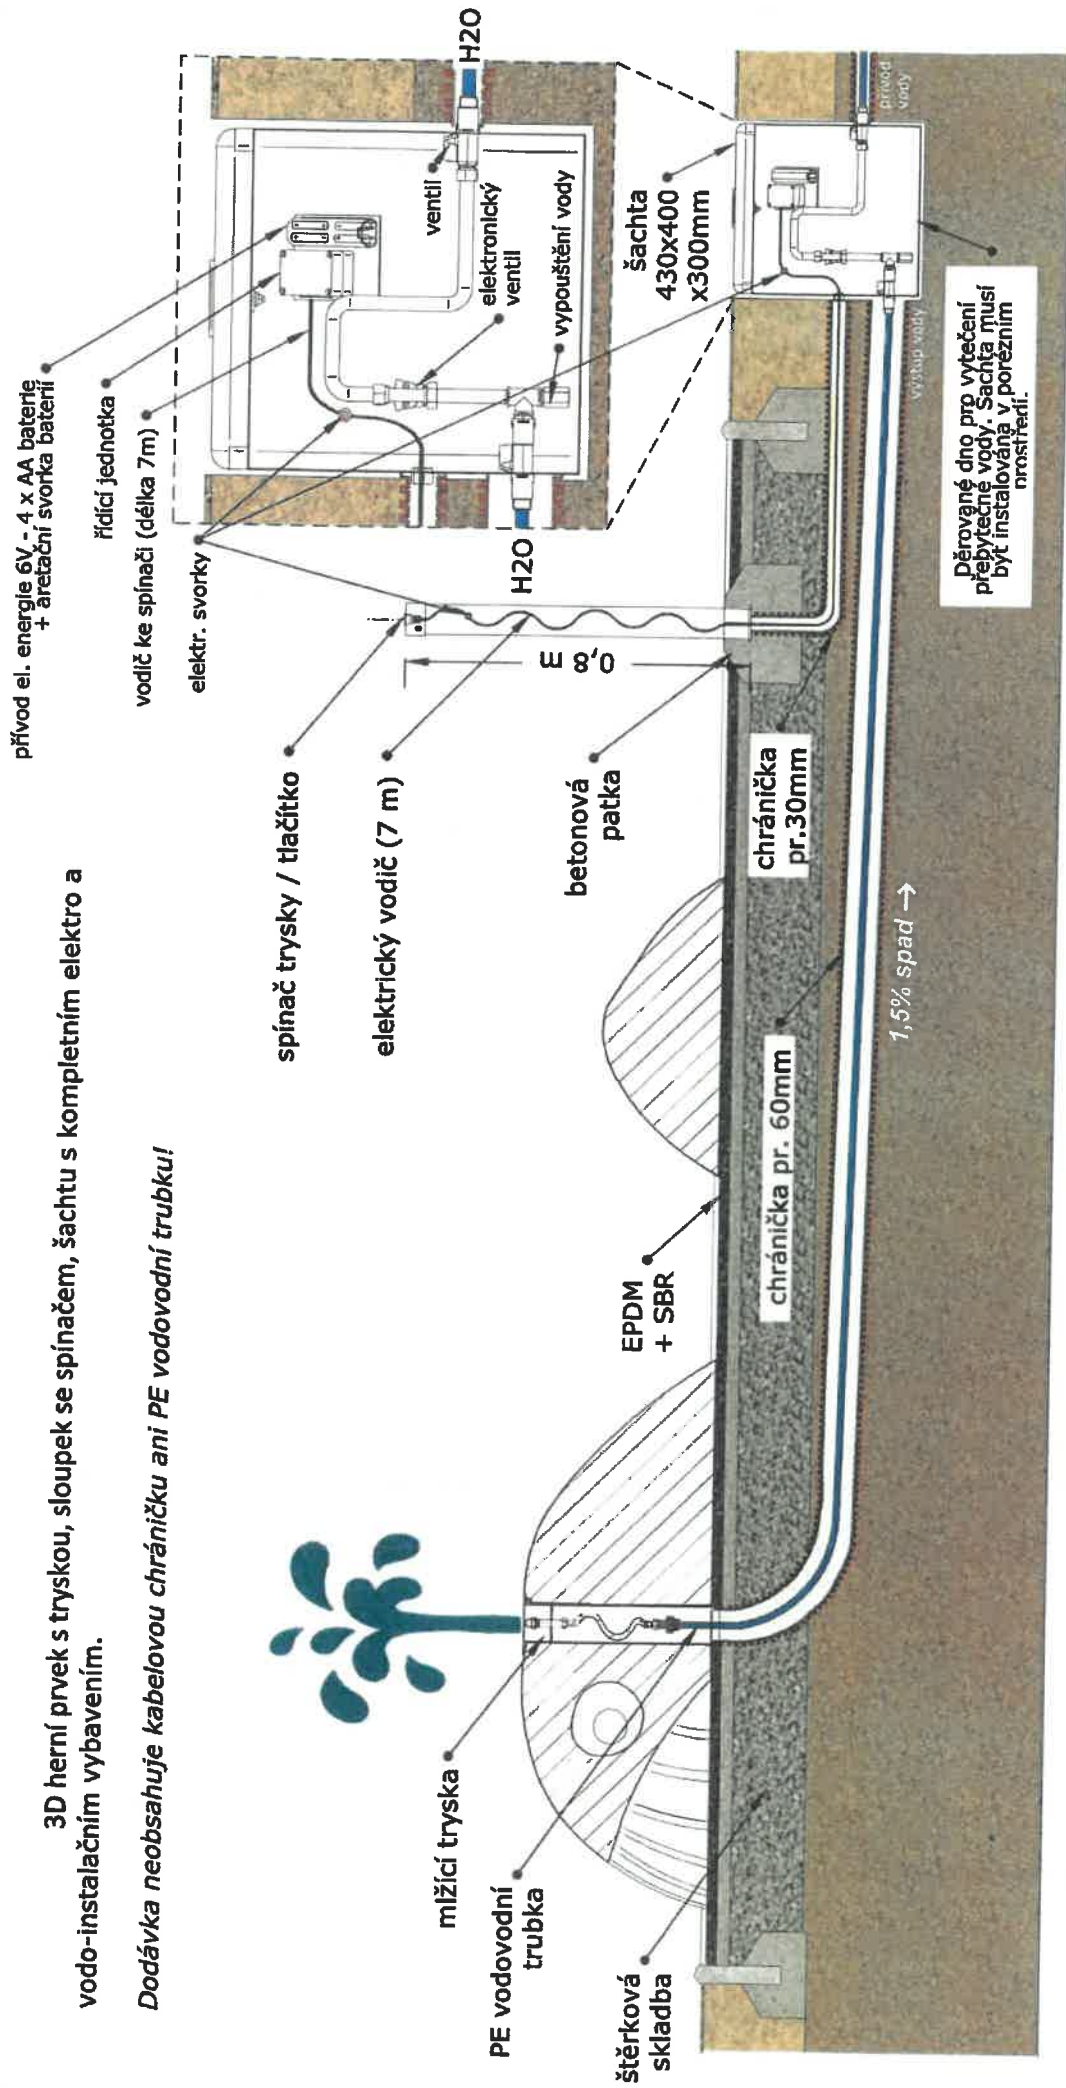 3D herní prvek s tryskou, sloupek se spínačem, šachtu s kompletním elektro a
vodo-instalačním vybavením.
Dodávka neobsahuje kabelovou chráničku ani PE vodovodní trubku!
přívod el. energie 6V - 4 x AA baterie
+ aretační svorka baterií
řídící jednotka
vodič ke spínači (délka 7m)
elektr. svorky
spínač trysky / tlačítko
elektrický vodič (7 m)
0,8 m
betonová
patka
mlžící tryska
PE vodovodní
trubka
štěrková
skladba
EPDM
+ SBR
chránička pr. 60mm
chránička
pr.30mm
1,5% spad →
H2O
H2O
ventil
elektronický
ventil
vypouštění vody
šachta
430x400
x300mm
přívod
vody
výstup vody
Děrované dno pro vytečení
přebytečné vody. Šachta musí
být instalována v porézním
prostředí.